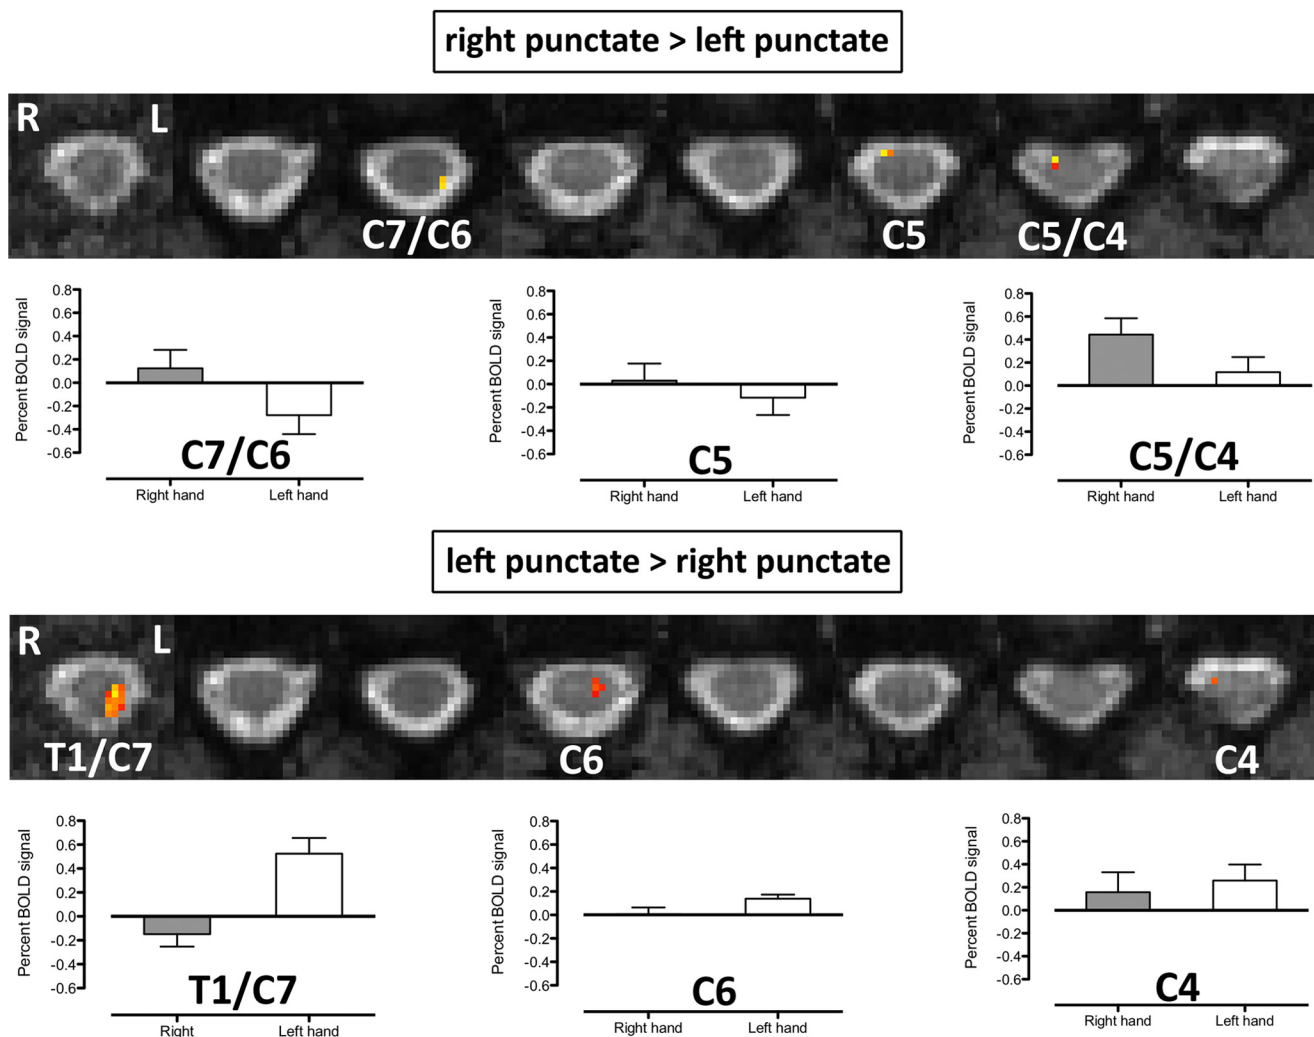 right punctate > left punctate
R L
C7/C6 C5 C5/C4
Percent BOLD signal
0.8
0.6
0.4
0.2
0.0
-0.2
-0.4
-0.6
C7/C6
Right hand Left hand
Percent BOLD signal
0.8
0.6
0.4
0.2
0.0
-0.2
-0.4
-0.6
C5
Right hand Left hand
Percent BOLD signal
0.8
0.6
0.4
0.2
0.0
-0.2
-0.4
-0.6
C5/C4
Right hand Left hand
left punctate > right punctate
R L
T1/C7 C6 C4
Percent BOLD signal
0.8
0.6
0.4
0.2
0.0
-0.2
-0.4
-0.6
T1/C7
Right Left hand
Percent BOLD signal
0.8
0.6
0.4
0.2
0.0
-0.2
-0.4
-0.6
C6
Right hand Left hand
Percent BOLD signal
0.8
0.6
0.4
0.2
0.0
-0.2
-0.4
-0.6
C4
Right hand Left hand